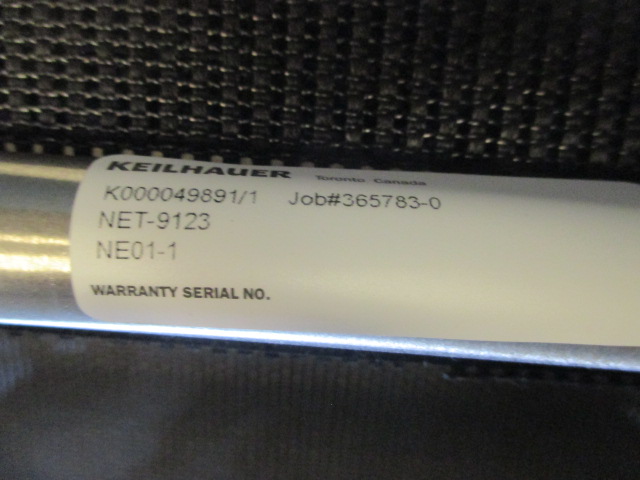 KEILHAUER Toronto Canada
K000049891/1 Job#365783-0
NET-9123
NE01-1
WARRANTY SERIAL NO.